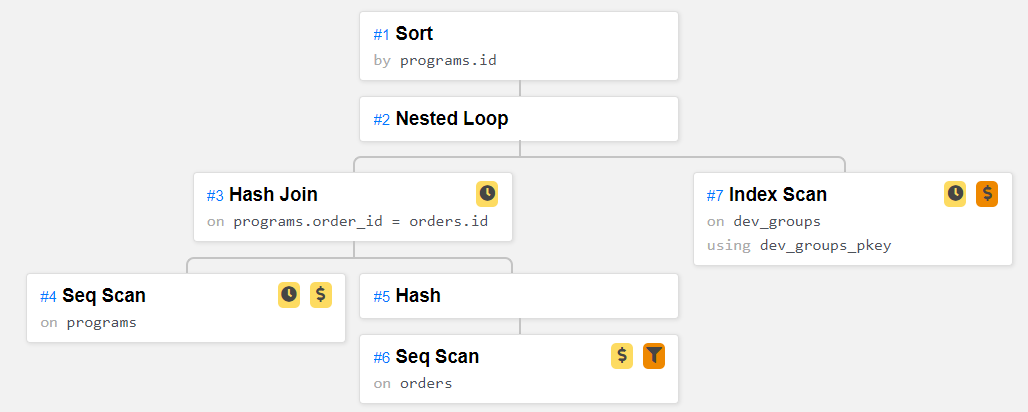 #1 Sort
by programs.id
#2 Nested Loop
#3 Hash Join
on programs.order_id = orders.id
#7 Index Scan $
on dev_groups
using dev_groups_pkey
#4 Seq Scan $
on programs
#5 Hash
#6 Seq Scan $
on orders